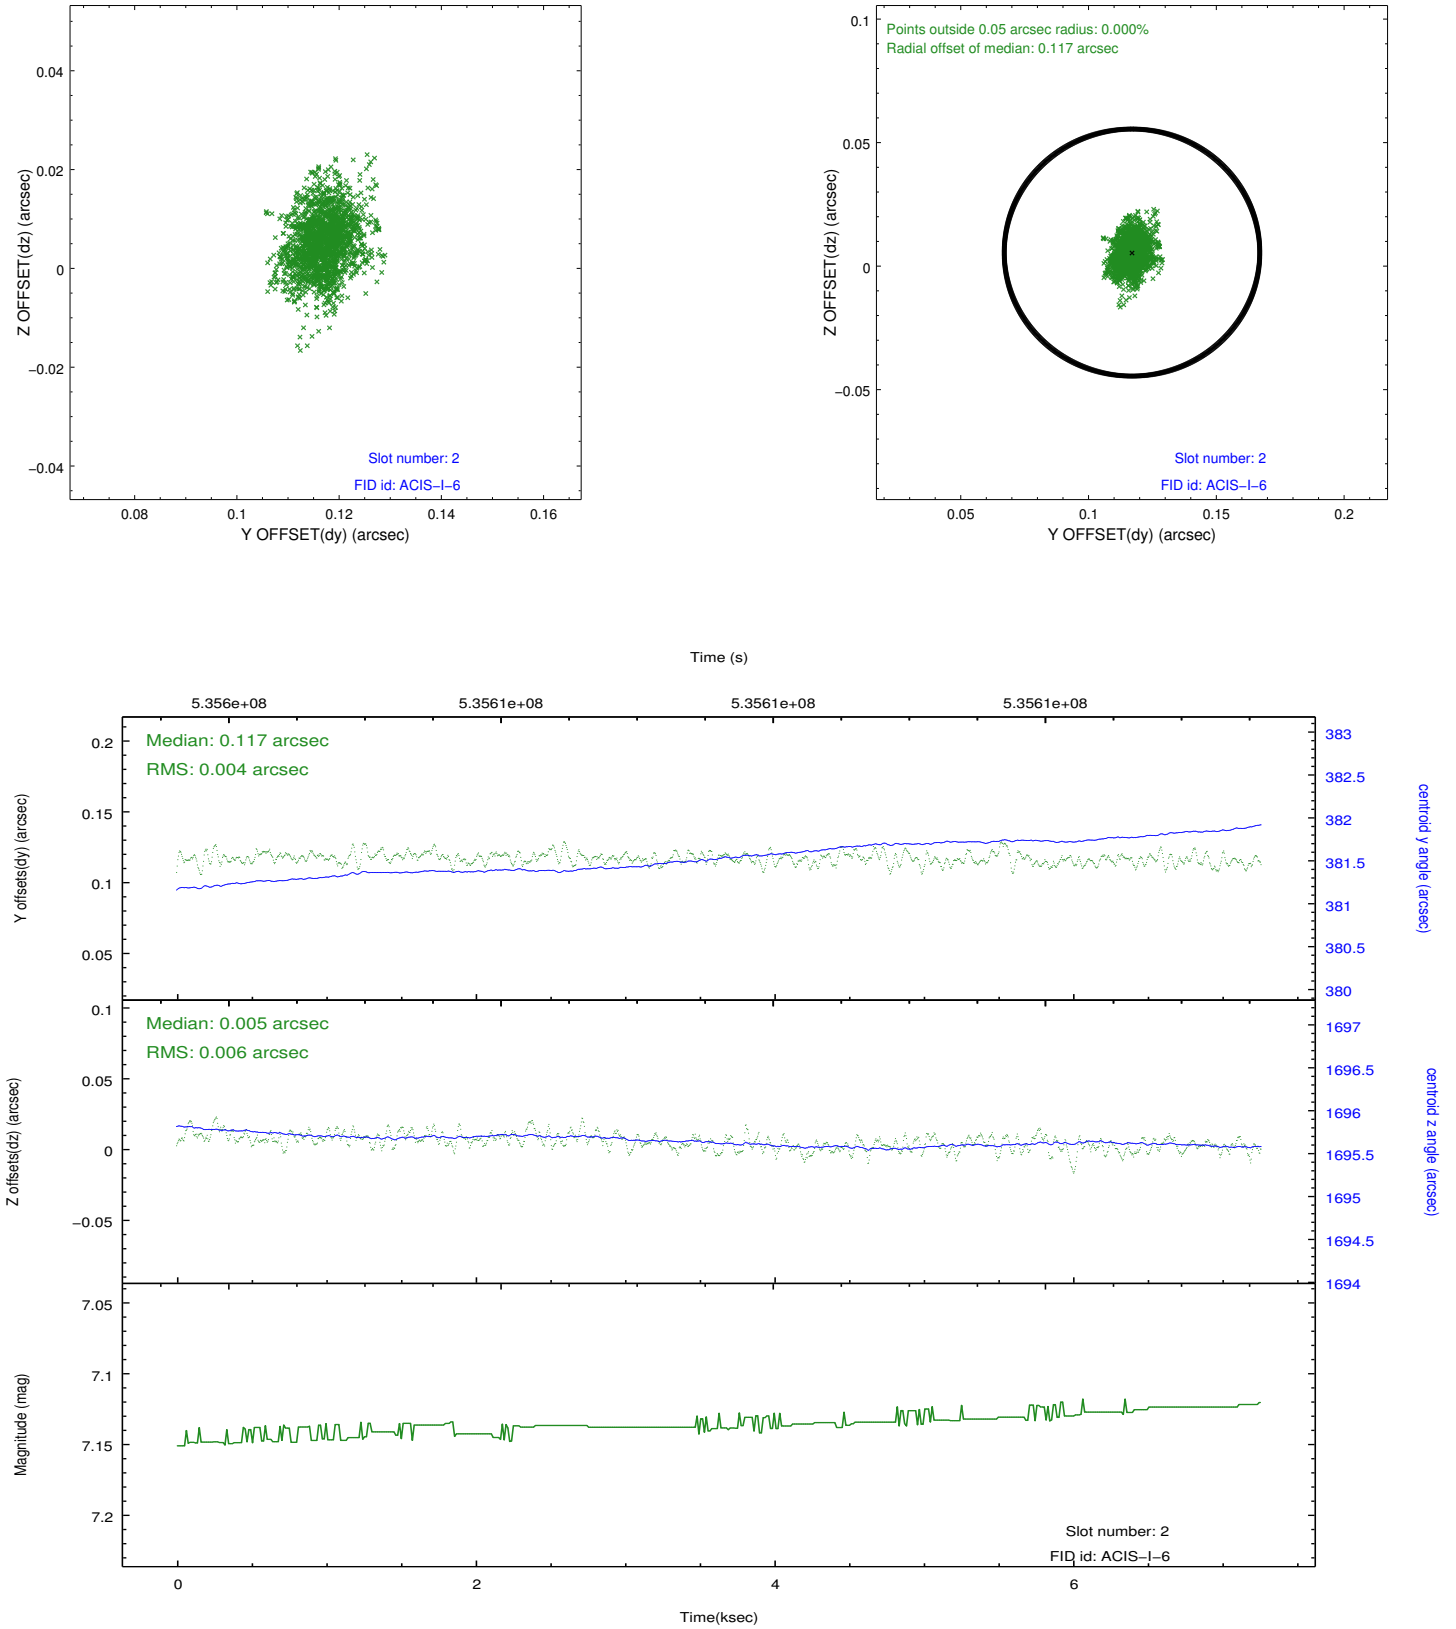 0.04
0.02
0
−0.02
−0.04
Z OFFSET(dz) (arcsec)
Slot number: 2
FID id: ACIS−I−6
0.08
0.1
0.12
0.14
0.16
Y OFFSET(dy) (arcsec)
Points outside 0.05 arcsec radius: 0.000%
Radial offset of median: 0.117 arcsec
0.1
0.05
0
−0.05
Z OFFSET(dz) (arcsec)
Slot number: 2
FID id: ACIS−I−6
0.05
0.1
0.15
0.2
Y OFFSET(dy) (arcsec)
Time (s)
5.356e+08
5.3561e+08
5.3561e+08
5.3561e+08
Median: 0.117 arcsec
RMS: 0.004 arcsec
0.2
0.15
0.1
0.05
Y offsets(dy) (arcsec)
383
382.5
382
381.5
381
380.5
380
centroid y angle (arcsec)
Median: 0.005 arcsec
RMS: 0.006 arcsec
0.1
0.05
0
−0.05
Z offsets(dz) (arcsec)
1697
1696.5
1696
1695.5
1695
1694.5
1694
centroid z angle (arcsec)
7.05
7.1
7.15
7.2
Magnitude (mag)
Slot number: 2
FID id: ACIS−I−6
0
2
4
6
Time(ksec)